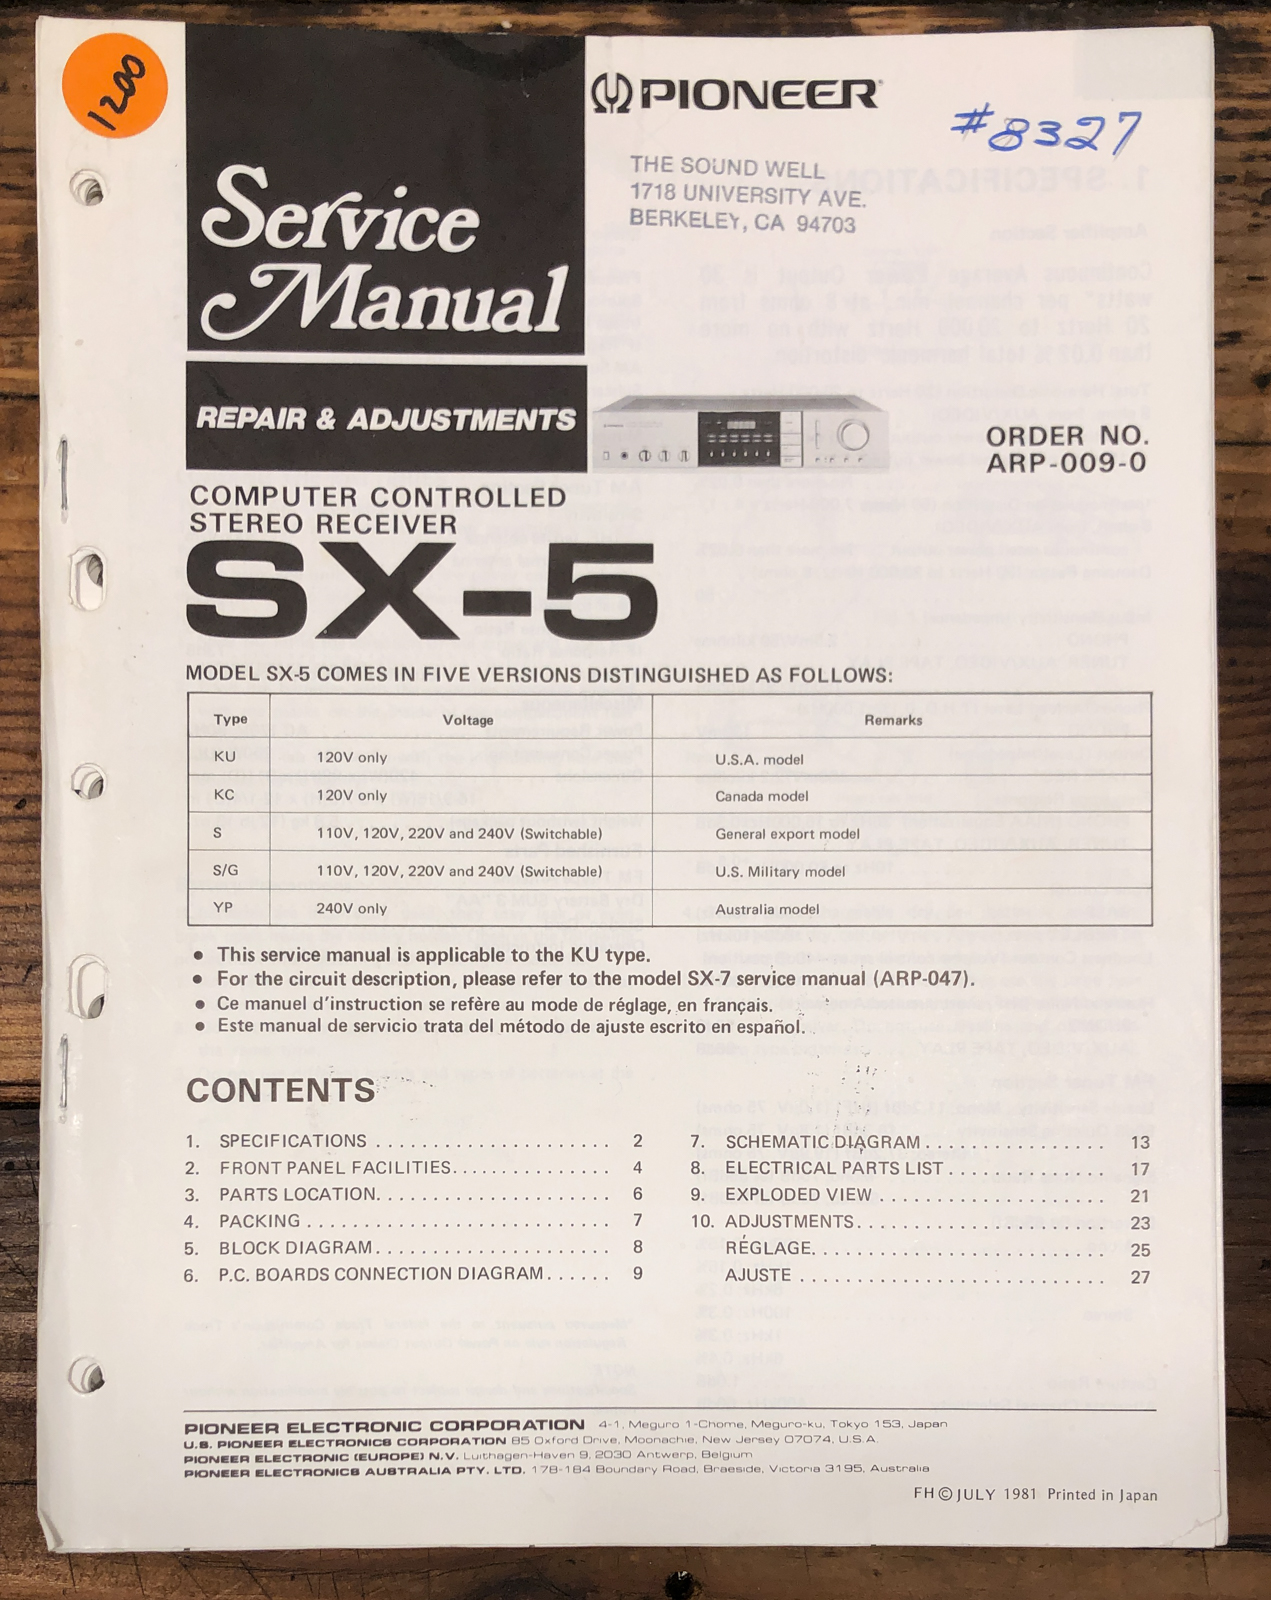 1200
PIONEER
#8327
THE SOUND WELL
1718 UNIVERSITY AVE.
BERKELEY, CA 94703
Service
Manual
REPAIR & ADJUSTMENTS
ORDER NO.
ARP-009-0
COMPUTER CONTROLLED
STEREO RECEIVER
SX-5
MODEL SX-5 COMES IN FIVE VERSIONS DISTINGUISHED AS FOLLOWS:
Type Voltage Remarks
KU 120V only U.S.A. model
KC 120V only Canada model
S 110V, 120V, 220V and 240V (Switchable) General export model
S/G 110V, 120V, 220V and 240V (Switchable) U.S. Military model
YP 240V only Australia model
● This service manual is applicable to the KU type.
● For the circuit description, please refer to the model SX-7 service manual (ARP-047).
● Ce manuel d'instruction se refère au mode de réglage, en français.
● Este manual de servicio trata del método de ajuste escrito en español.
CONTENTS
1. SPECIFICATIONS . . . . . . . . . . . . . . . . . . . . . . 2
2. FRONT PANEL FACILITIES. . . . . . . . . . . . . . . 4
3. PARTS LOCATION. . . . . . . . . . . . . . . . . . . . . . 6
4. PACKING . . . . . . . . . . . . . . . . . . . . . . . . . . . . 7
5. BLOCK DIAGRAM. . . . . . . . . . . . . . . . . . . . . . 8
6. P.C. BOARDS CONNECTION DIAGRAM. . . . . . 9
7. SCHEMATIC DIAGRAM. . . . . . . . . . . . . . . . . 13
8. ELECTRICAL PARTS LIST . . . . . . . . . . . . . . . 17
9. EXPLODED VIEW . . . . . . . . . . . . . . . . . . . . . 21
10. ADJUSTMENTS. . . . . . . . . . . . . . . . . . . . . . . 23
RÉGLAGE. . . . . . . . . . . . . . . . . . . . . . . . . . . 25
AJUSTE . . . . . . . . . . . . . . . . . . . . . . . . . . . . 27
PIONEER ELECTRONIC CORPORATION 4-1, Meguro 1-Chome, Meguro-ku, Tokyo 153, Japan
U.S. PIONEER ELECTRONICS CORPORATION 85 Oxford Drive, Moonachie, New Jersey 07074, U.S.A.
PIONEER ELECTRONIC (EUROPE) N.V. Luithagen-Haven 9, 2030 Antwerp, Belgium
PIONEER ELECTRONICS AUSTRALIA PTY. LTD. 178-184 Boundary Road, Braeside, Victoria 3195, Australia
FH © JULY 1981 Printed in Japan